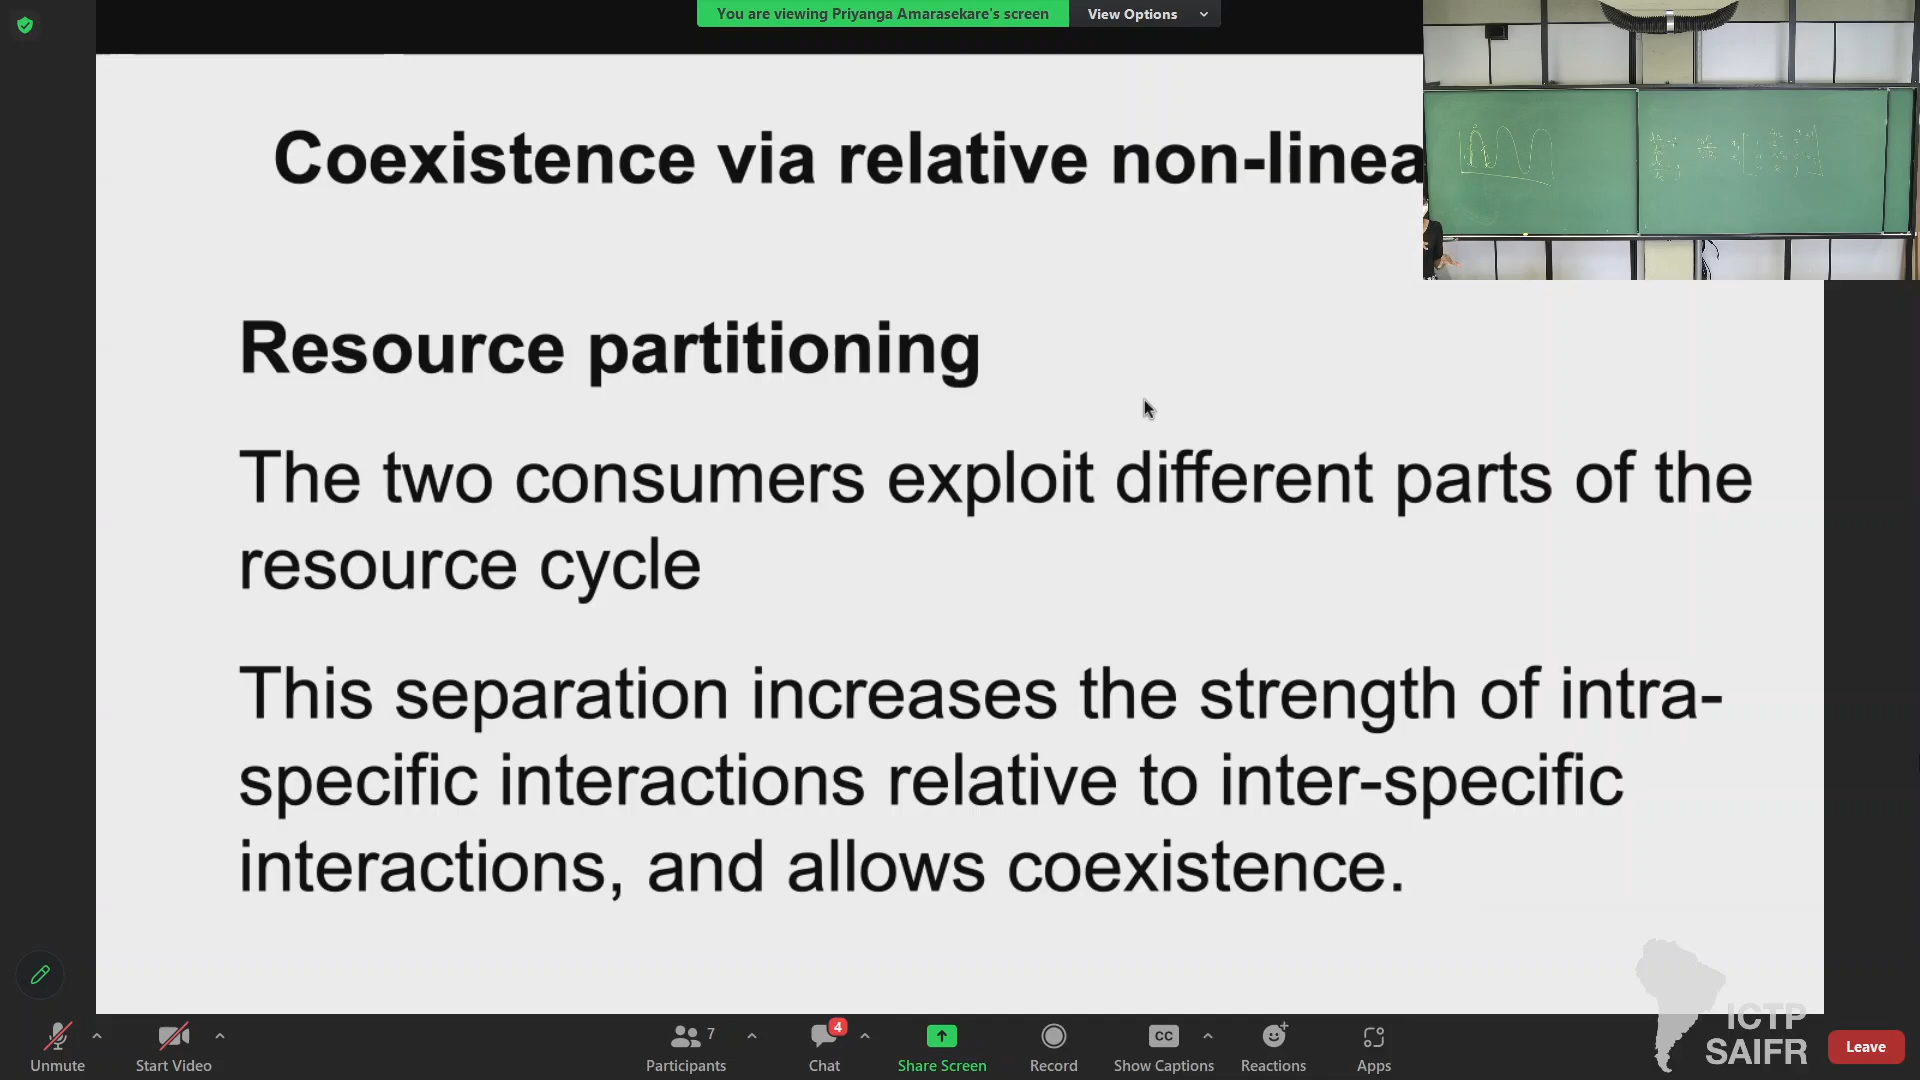 You are viewing Priyanga Amarasekare's screen
View Options
Coexistence via relative non-linea
Resource partitioning
The two consumers exploit different parts of the
resource cycle
This separation increases the strength of intra-
specific interactions relative to inter-specific
interactions, and allows coexistence.
ICTP
SAIFR
Unmute
Start Video
7
Participants
4
Chat
Share Screen
Record
CC
Show Captions
Reactions
Apps
Leave